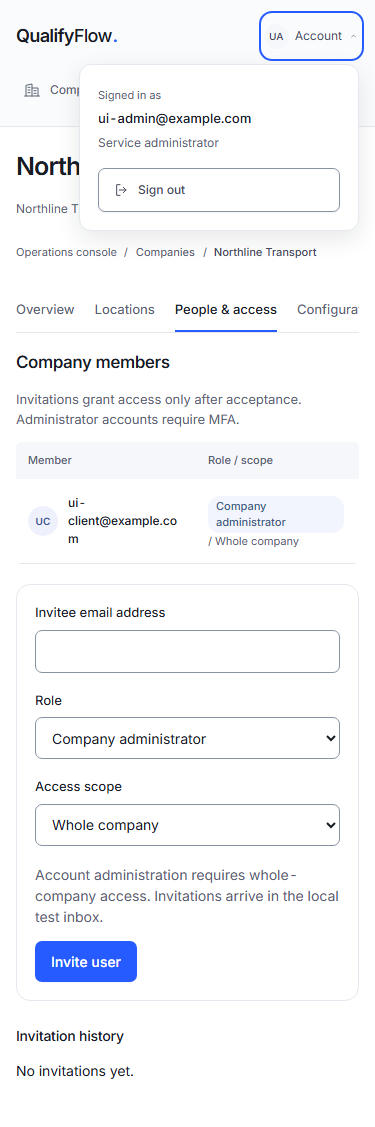 QualifyFlow.
UA Account
Comp
Signed in as
ui-admin@example.com
Service administrator
Sign out
North
Northline T
Operations console / Companies / Northline Transport
Overview Locations People & access Configurat
Company members
Invitations grant access only after acceptance.
Administrator accounts require MFA.
Member Role / scope
UC
ui-
client@example.co
m
Company
administrator
/ Whole company
Invitee email address
Role
Company administrator
Access scope
Whole company
Account administration requires whole-
company access. Invitations arrive in the local
test inbox.
Invite user
Invitation history
No invitations yet.